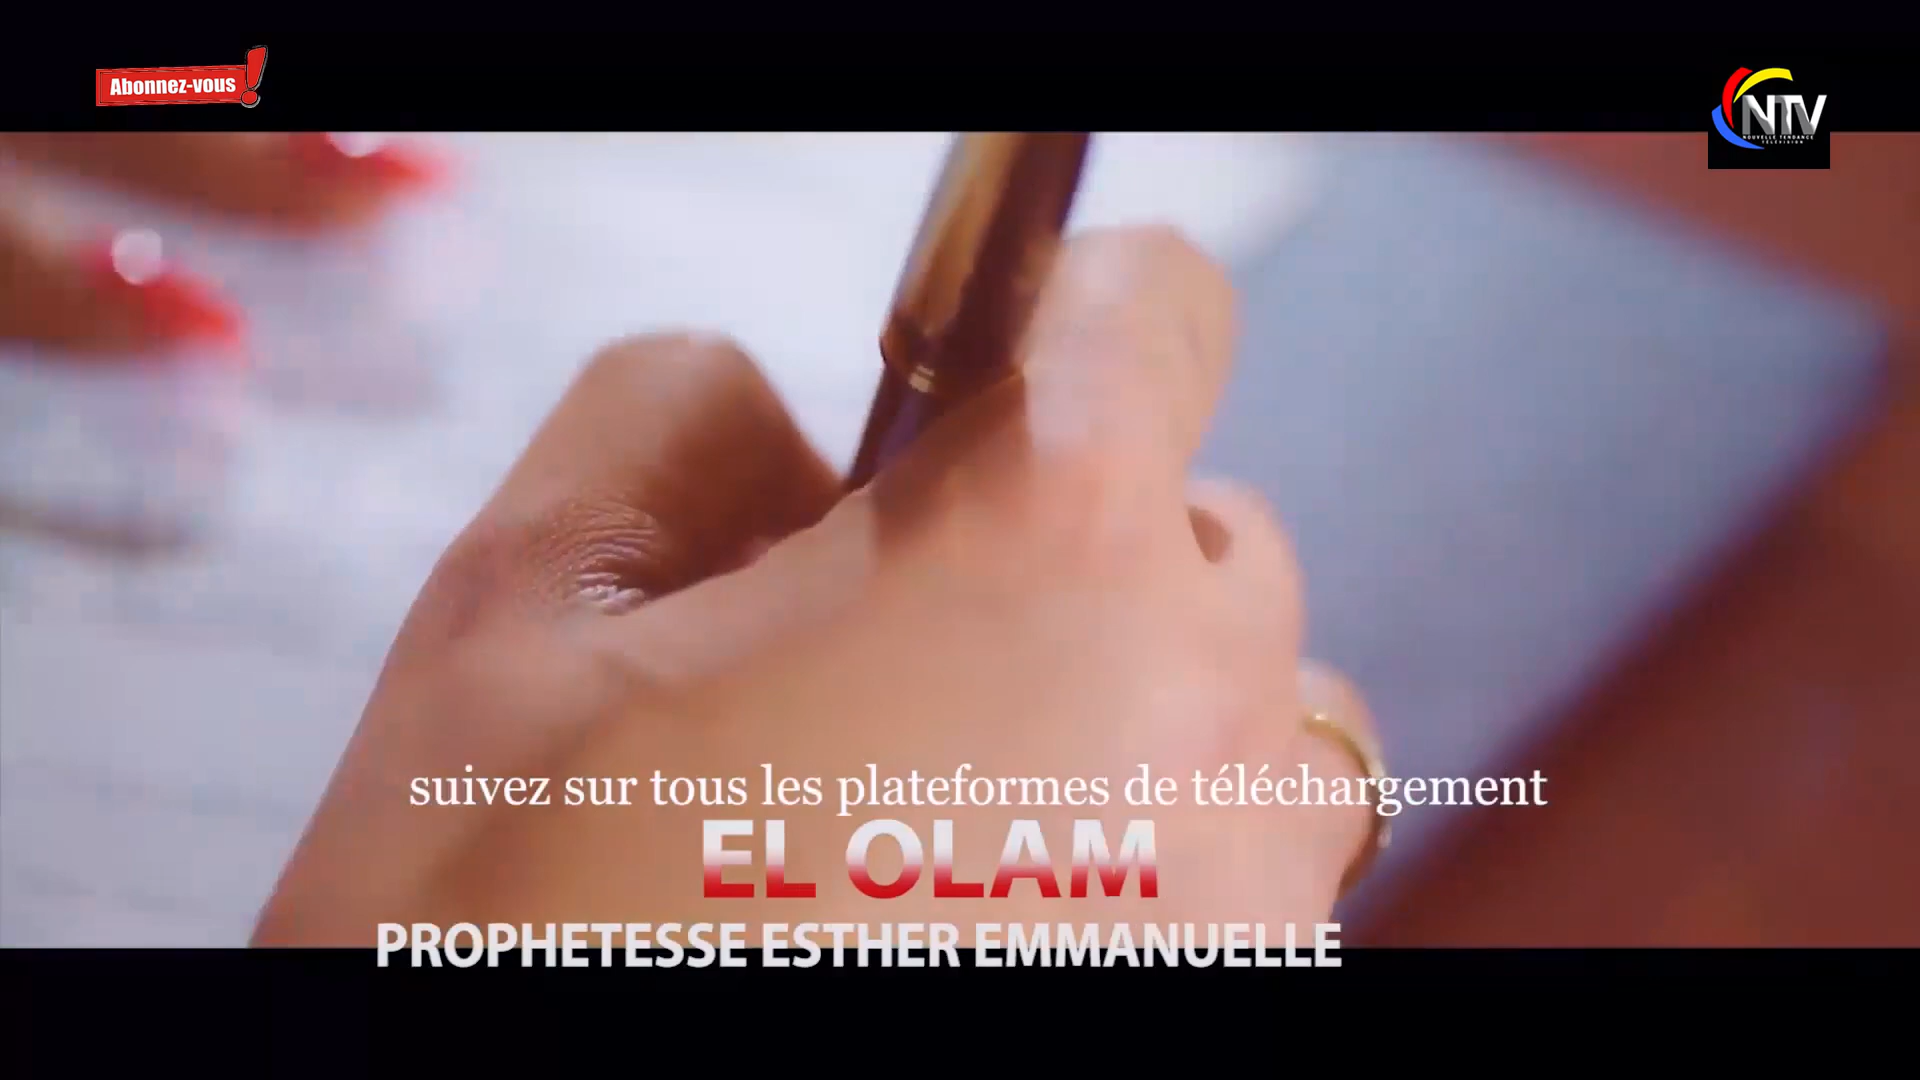 Abonnez-vous!
NTV
NOUVELLE TENDANCE
TÉLÉVISION
suivez sur tous les plateformes de téléchargement
EL OLAM
PROPHETESSE ESTHER EMMANUELLE